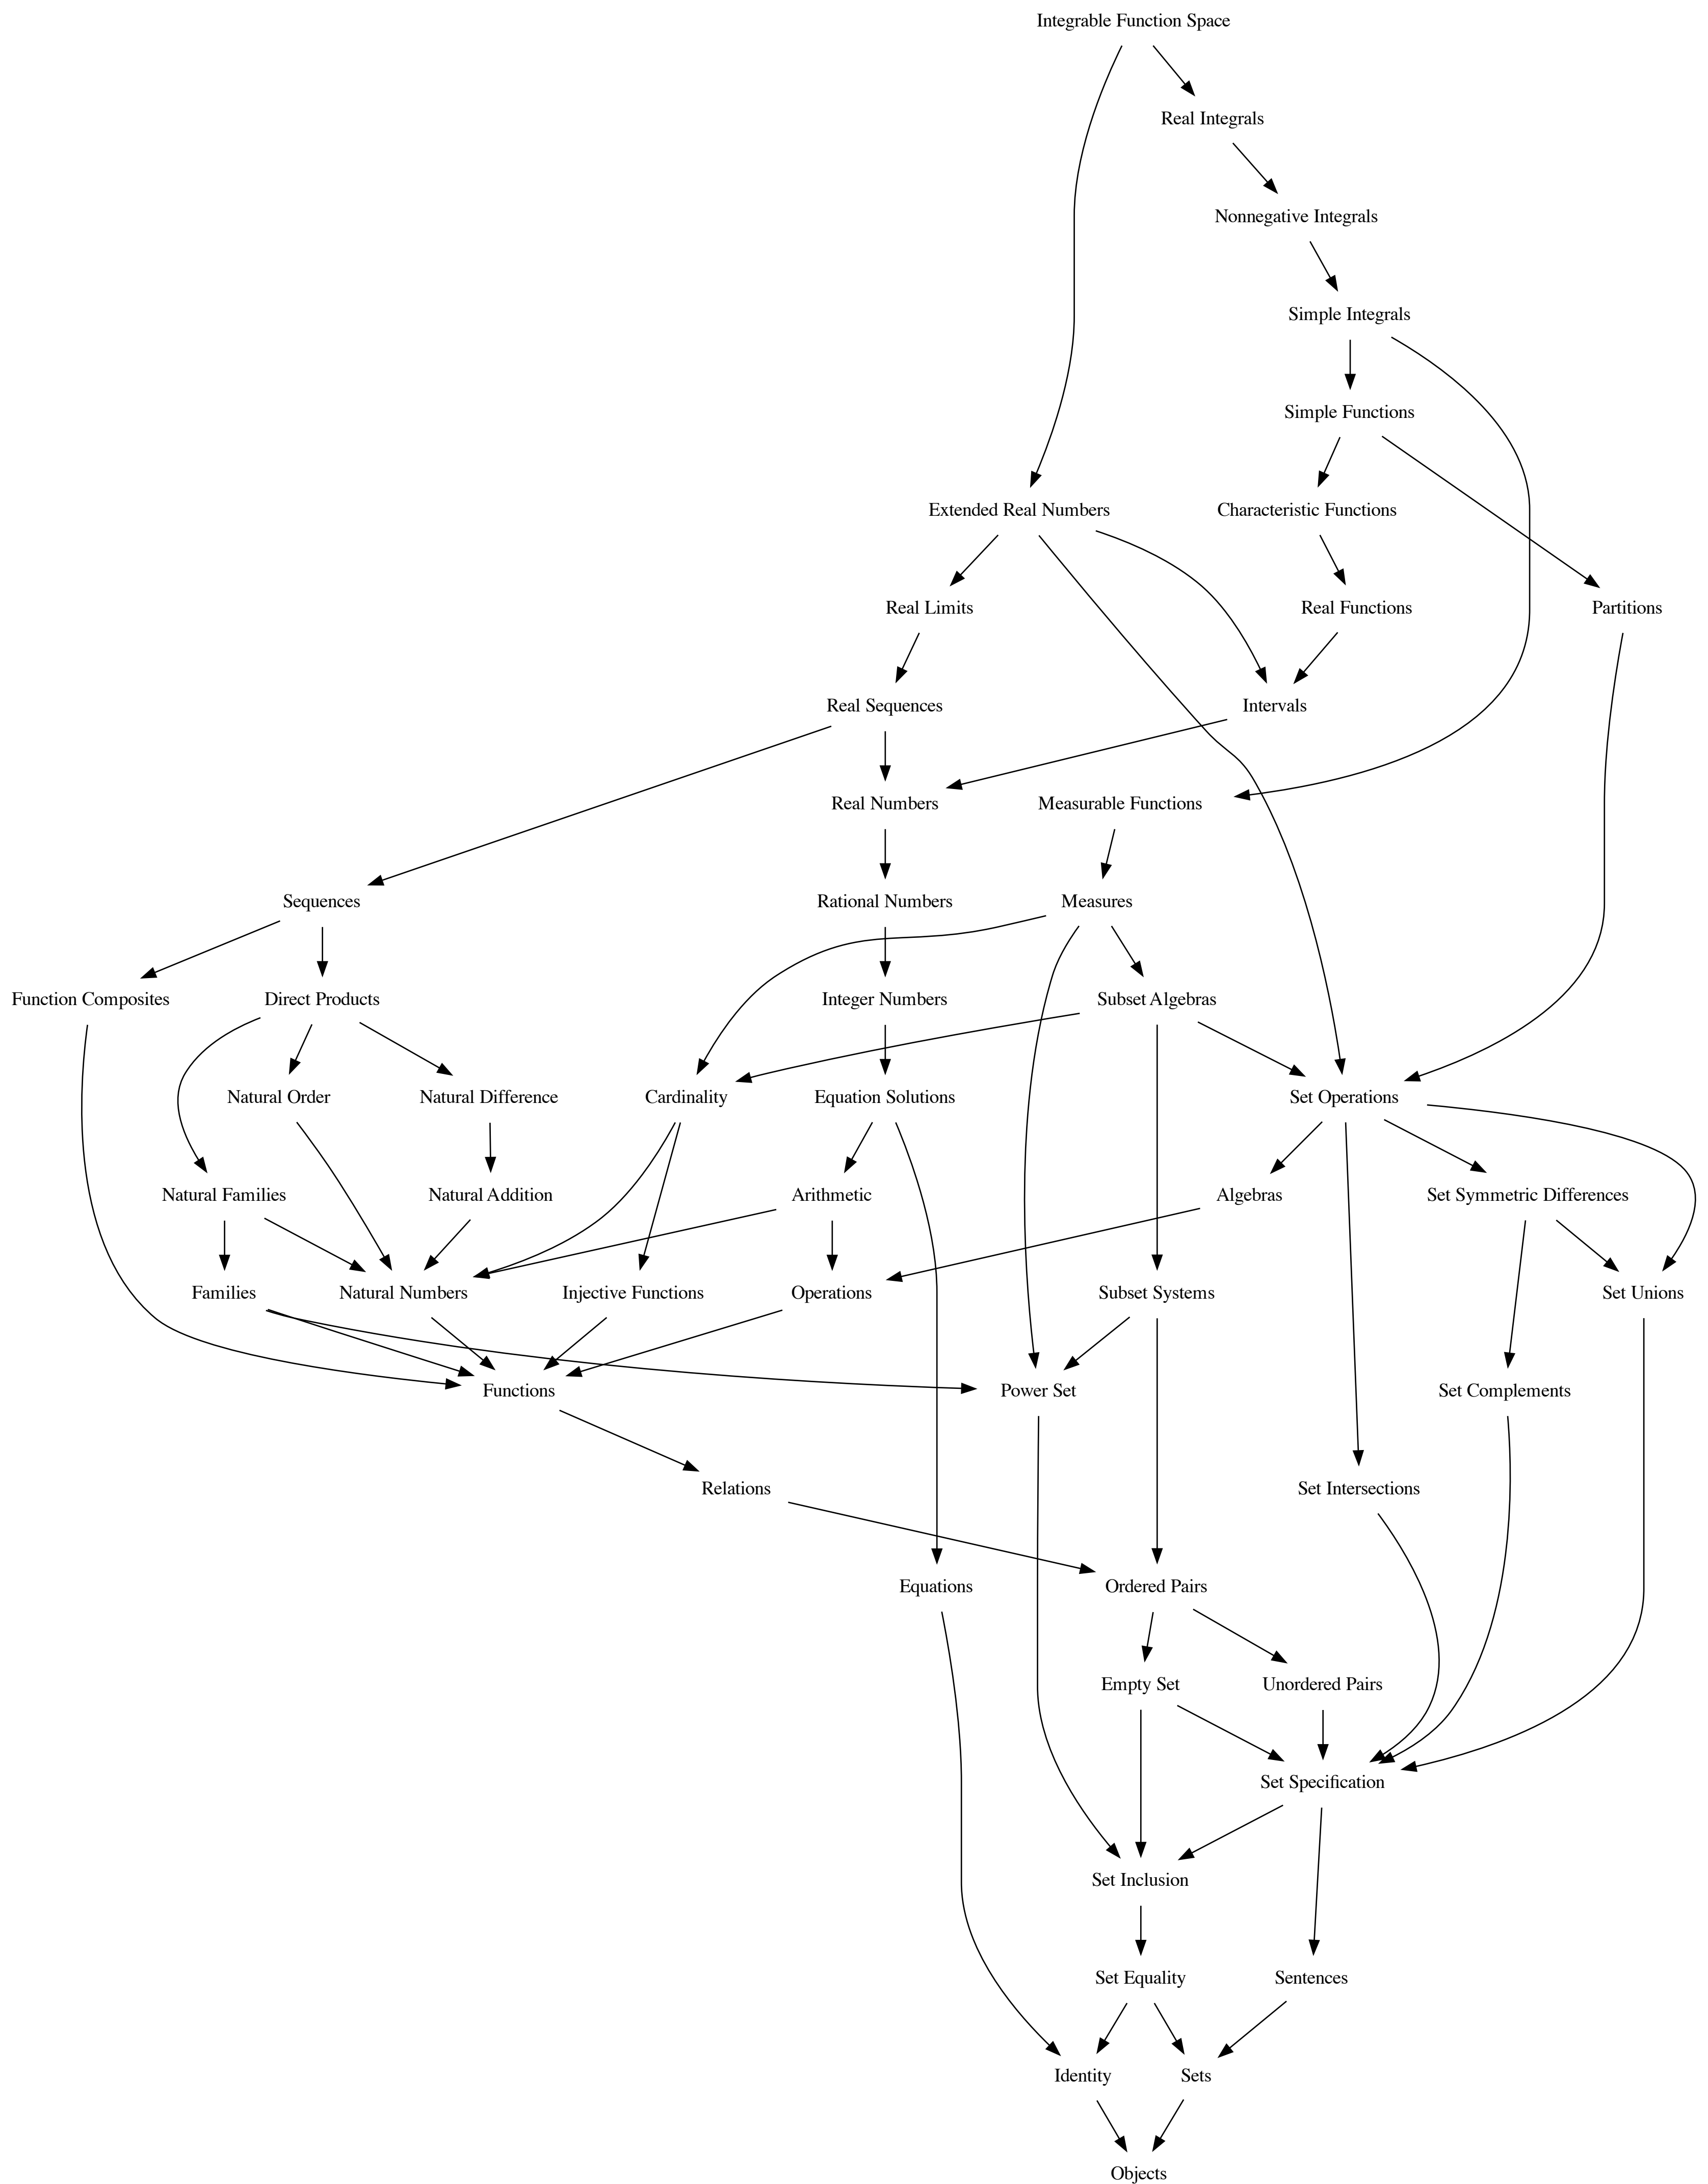 Integrable Function Space
Real Integrals
Nonnegative Integrals
Simple Integrals
Simple Functions
Extended Real Numbers
Characteristic Functions
Real Limits
Real Functions
Partitions
Real Sequences
Intervals
Real Numbers
Measurable Functions
Sequences
Rational Numbers
Measures
Function Composites
Direct Products
Integer Numbers
Subset Algebras
Natural Order
Natural Difference
Cardinality
Equation Solutions
Set Operations
Natural Families
Natural Addition
Arithmetic
Algebras
Set Symmetric Differences
Families
Natural Numbers
Injective Functions
Operations
Subset Systems
Set Unions
Functions
Power Set
Set Complements
Relations
Set Intersections
Equations
Ordered Pairs
Empty Set
Unordered Pairs
Set Specification
Set Inclusion
Set Equality
Sentences
Identity
Sets
Objects